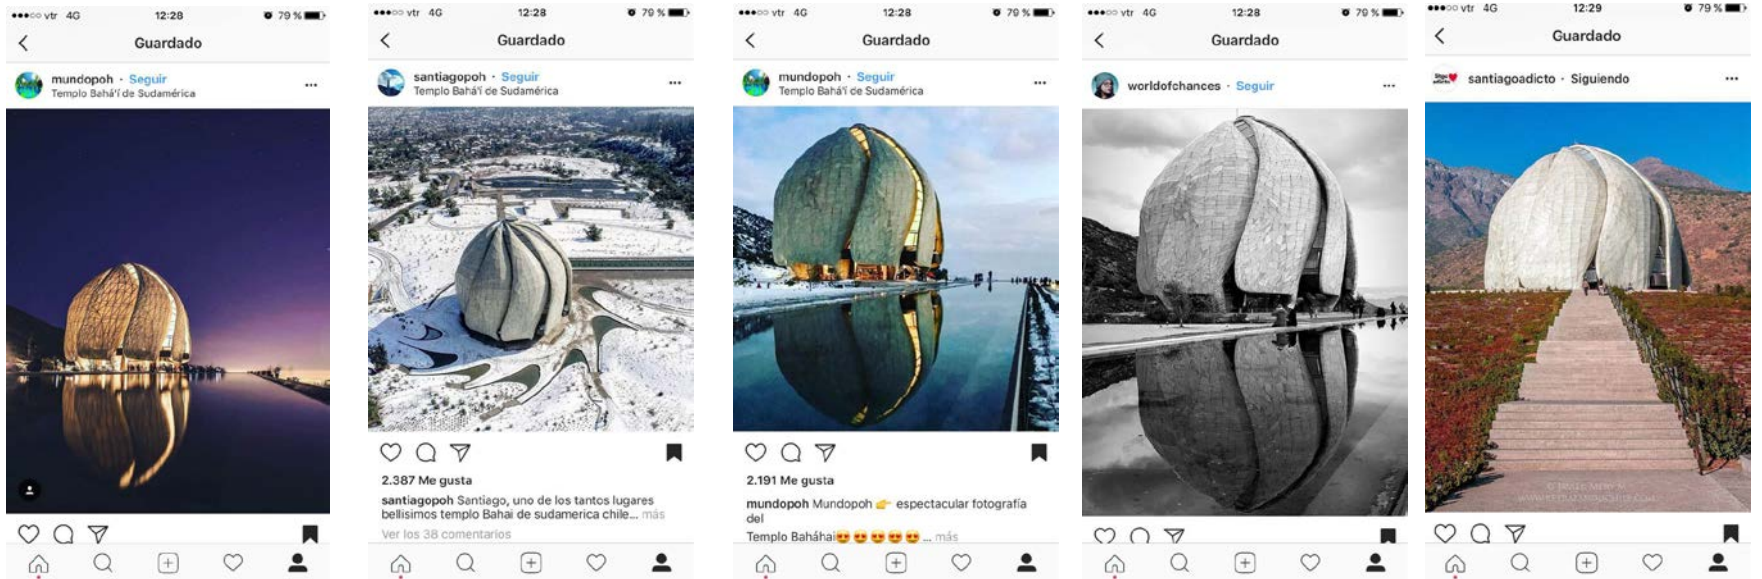 vtr 4G 12:28 79 %
Guardado
mundopoh · Seguir
Templo Bahá'í de Sudamérica
vtr 4G 12:28 79 %
Guardado
santiagopoh · Seguir
Templo Bahá'í de Sudamérica
2.387 Me gusta
santiagopoh Santiago, uno de los tantos lugares
bellisimos templo Bahai de sudamerica chile... más
Ver los 38 comentarios
vtr 4G 12:28 79 %
Guardado
mundopoh · Seguir
Templo Bahá'í de Sudamérica
2.191 Me gusta
mundopoh Mundopoh 👉 espectacular fotografía
del
Templo Baháhai😍😍😍😍😍 ... más
vtr 4G 12:28 79 %
Guardado
worldofchances · Seguir
vtr 4G 12:29 79 %
Guardado
santiagoadicto · Siguiendo